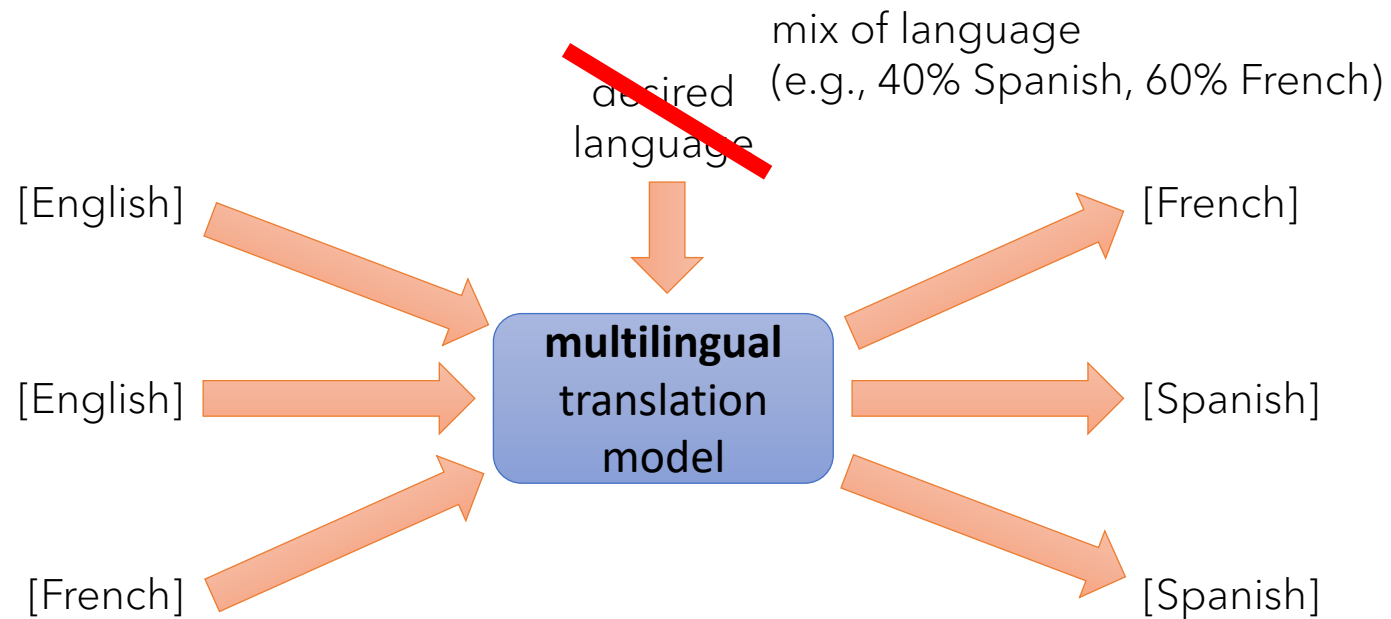 mix of language
(e.g., 40% Spanish, 60% French)
desired
language
[English]
[French]
[English]
multilingual
translation
model
[Spanish]
[French]
[Spanish]